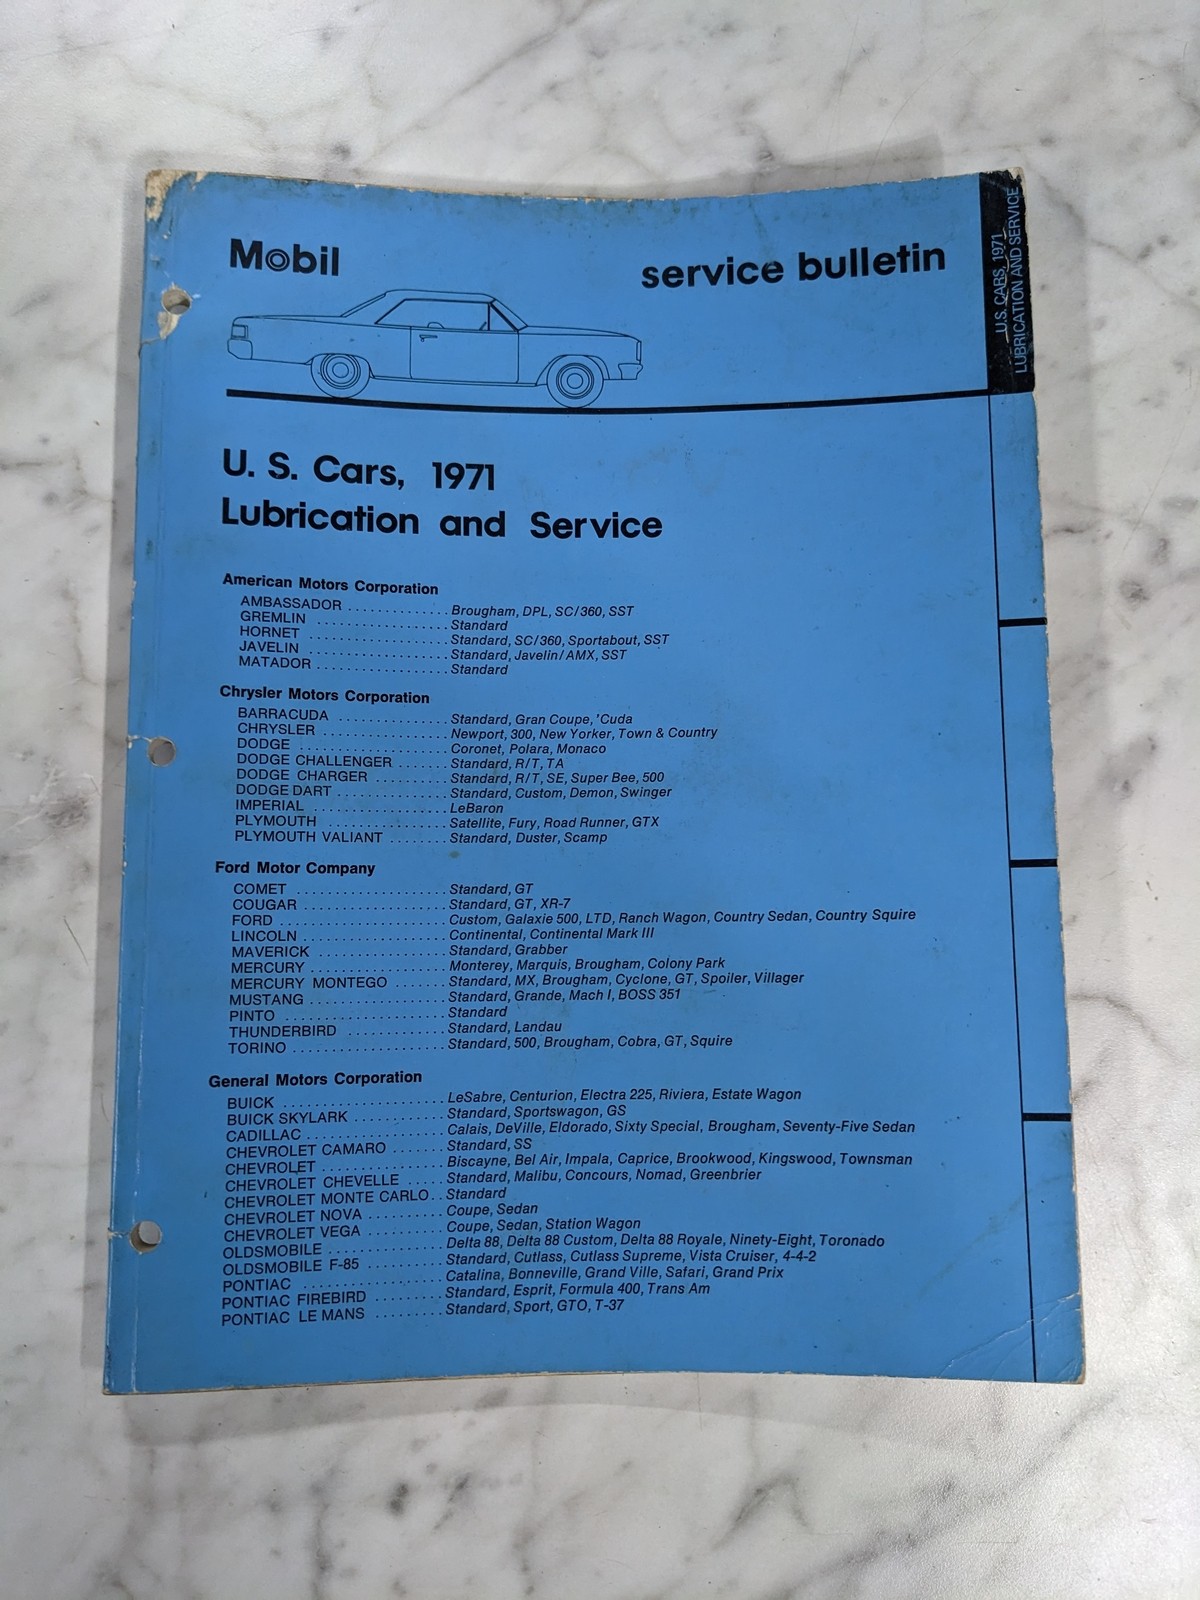 Mobil
service bulletin
U.S. CARS, 1971
LUBRICATION AND SERVICE
U. S. Cars, 1971
Lubrication and Service
American Motors Corporation
AMBASSADOR .............. Brougham, DPL, SC/360, SST
GREMLIN .................. Standard
HORNET ................... Standard, SC/360, Sportabout, SST
JAVELIN ................... Standard, Javelin/AMX, SST
MATADOR ................. Standard
Chrysler Motors Corporation
BARRACUDA ............... Standard, Gran Coupe, 'Cuda
CHRYSLER ................. Newport, 300, New Yorker, Town & Country
DODGE .................... Coronet, Polara, Monaco
DODGE CHALLENGER ....... Standard, R/T, TA
DODGE CHARGER .......... Standard, R/T, SE, Super Bee, 500
DODGE DART ............... Standard, Custom, Demon, Swinger
IMPERIAL ................... LeBaron
PLYMOUTH ................ Satellite, Fury, Road Runner, GTX
PLYMOUTH VALIANT ........ Standard, Duster, Scamp
Ford Motor Company
COMET .................... Standard, GT
COUGAR ................... Standard, GT, XR-7
FORD ...................... Custom, Galaxie 500, LTD, Ranch Wagon, Country Sedan, Country Squire
LINCOLN ................... Continental, Continental Mark III
MAVERICK ................. Standard, Grabber
MERCURY .................. Monterey, Marquis, Brougham, Colony Park
MERCURY MONTEGO ....... Standard, MX, Brougham, Cyclone, GT, Spoiler, Villager
MUSTANG .................. Standard, Grande, Mach I, BOSS 351
PINTO ..................... Standard
THUNDERBIRD ............. Standard, Landau
TORINO .................... Standard, 500, Brougham, Cobra, GT, Squire
General Motors Corporation
BUICK ...................... LeSabre, Centurion, Electra 225, Riviera, Estate Wagon
BUICK SKYLARK ............ Standard, Sportswagon, GS
CADILLAC .................. Calais, DeVille, Eldorado, Sixty Special, Brougham, Seventy-Five Sedan
CHEVROLET CAMARO ....... Standard, SS
CHEVROLET ................ Biscayne, Bel Air, Impala, Caprice, Brookwood, Kingswood, Townsman
CHEVROLET CHEVELLE ..... Standard, Malibu, Concours, Nomad, Greenbrier
CHEVROLET MONTE CARLO.. Standard
CHEVROLET NOVA .......... Coupe, Sedan
CHEVROLET VEGA .......... Coupe, Sedan, Station Wagon
OLDSMOBILE ............... Delta 88, Delta 88 Custom, Delta 88 Royale, Ninety-Eight, Toronado
OLDSMOBILE F-85 .......... Standard, Cutlass, Cutlass Supreme, Vista Cruiser, 4-4-2
PONTIAC ................... Catalina, Bonneville, Grand Ville, Safari, Grand Prix
PONTIAC FIREBIRD ......... Standard, Esprit, Formula 400, Trans Am
PONTIAC LE MANS ......... Standard, Sport, GTO, T-37